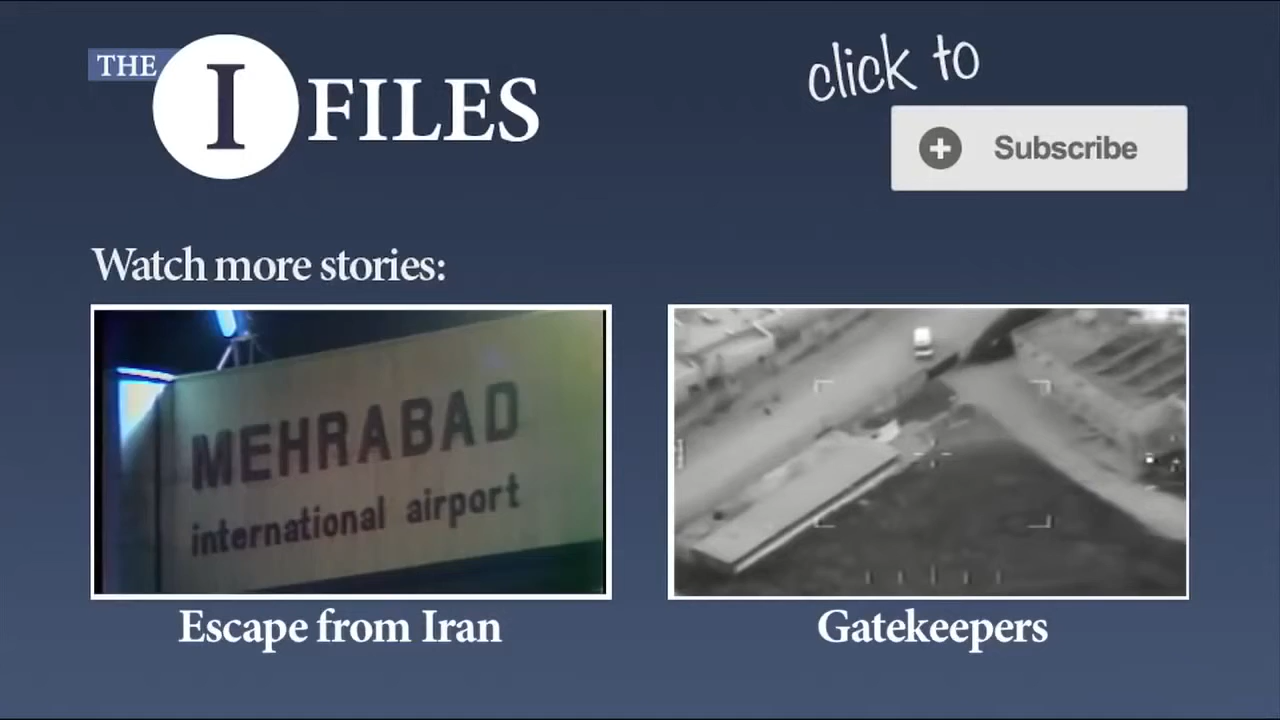 THE I FILES
click to
Subscribe
Watch more stories:
MEHRABAD
international airport
Escape from Iran
Gatekeepers